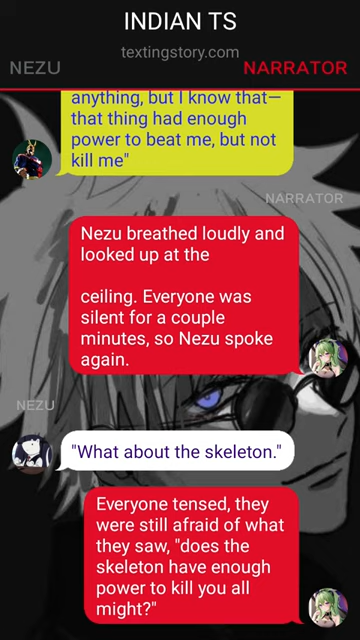 INDIAN TS
textingstory.com
NEZU
NARRATOR
anything, but I know that—
that thing had enough
power to beat me, but not
kill me"
NARRATOR
Nezu breathed loudly and
looked up at the
ceiling. Everyone was
silent for a couple
minutes, so Nezu spoke
again.
NEZU
"What about the skeleton."
Everyone tensed, they
were still afraid of what
they saw, "does the
skeleton have enough
power to kill you all
might?"